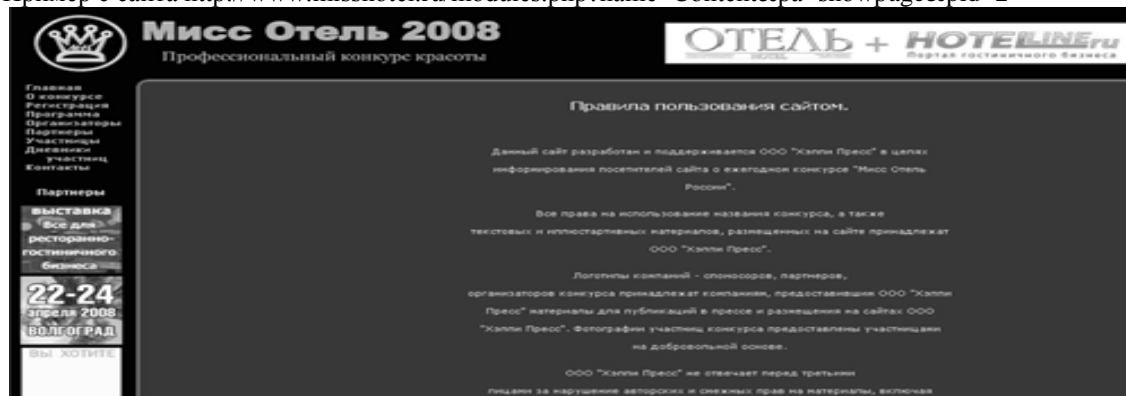 Мисс Отель 2008
Профессиональный конкурс красоты
ОТЕЛЬ + HOTELLINE.ru
HOTEL
Портал гостиничного бизнеса
Главная
О конкурсе
Регистрация
Программа
Организаторы
Партнеры
Участницы
Дневники
участниц
Контакты
Партнеры
выставка
Все для
ресторанно-
гостиничного
бизнеса
22-24
апреля 2008
ВОЛГОГРАД
ВЫ ХОТИТЕ
Правила пользования сайтом.
Данный сайт разработан и поддерживается ООО "Хэппи Пресс" в целях
информирования посетителей сайта о ежегодном конкурсе "Мисс Отель
России".
Все права на использование названия конкурса, а также
текстовых и иллюстартивных материалов, размещенных на сайте принадлежат
ООО "Хэппи Пресс".
Логотипы компаний - споносоров, партнеров,
организаторов конкурса принадлежат компаниям, предоставившим ООО "Хэппи
Пресс" материалы для публикаций в прессе и размещения на сайтах ООО
"Хэппи Пресс". Фотографии участниц конкурса предоставлены участницами
на добровольной основе.
ООО "Хэппи Пресс" не отвечает перед третьими
лицами за нарушение авторских и смежных прав на материалы, включая